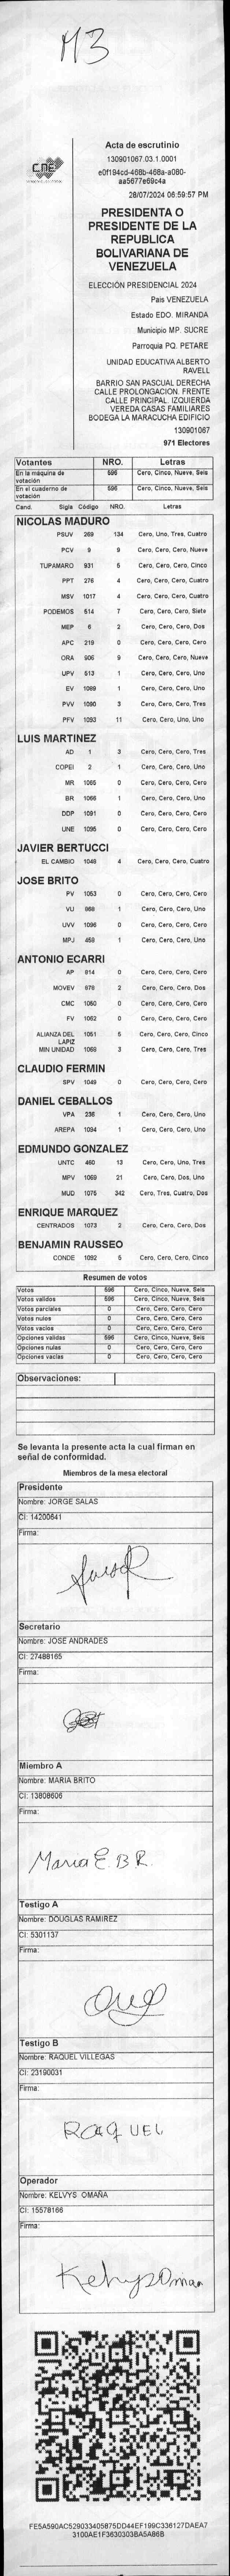 M3
CNE
Acta de escrutinio
130901067.03.1.0001
e0f194cd-468b-468a-a080-
aa5677e69c4a
28/07/2024 06:59:57 PM
PRESIDENTA O
PRESIDENTE DE LA
REPUBLICA
BOLIVARIANA DE
VENEZUELA
ELECCIÓN PRESIDENCIAL 2024
Pais VENEZUELA
Estado EDO. MIRANDA
Municipio MP. SUCRE
Parroquia PQ. PETARE
UNIDAD EDUCATIVA ALBERTO
RAVELL
BARRIO SAN PASCUAL DERECHA
CALLE PROLONGACION. FRENTE
CALLE PRINCIPAL. IZQUIERDA
VEREDA CASAS FAMILIARES
BODEGA LA MARACUCHA EDIFICIO
130901067
971 Electores
Votantes NRO. Letras
En la máquina de votación 596 Cero, Cinco, Nueve, Seis
En el cuaderno de votación 596 Cero, Cinco, Nueve, Seis
Cand. Sigla Código NRO. Letras
NICOLAS MADURO
PSUV 269 134 Cero, Uno, Tres, Cuatro
PCV 9 9 Cero, Cero, Cero, Nueve
TUPAMARO 931 5 Cero, Cero, Cero, Cinco
PPT 276 4 Cero, Cero, Cero, Cuatro
MSV 1017 4 Cero, Cero, Cero, Cuatro
PODEMOS 514 7 Cero, Cero, Cero, Siete
MEP 6 2 Cero, Cero, Cero, Dos
APC 219 0 Cero, Cero, Cero, Cero
ORA 906 9 Cero, Cero, Cero, Nueve
UPV 513 1 Cero, Cero, Cero, Uno
EV 1089 1 Cero, Cero, Cero, Uno
PVV 1090 3 Cero, Cero, Cero, Tres
PFV 1093 11 Cero, Cero, Uno, Uno
LUIS MARTINEZ
AD 1 3 Cero, Cero, Cero, Tres
COPEI 2 1 Cero, Cero, Cero, Uno
MR 1065 0 Cero, Cero, Cero, Cero
BR 1066 1 Cero, Cero, Cero, Uno
DDP 1091 0 Cero, Cero, Cero, Cero
UNE 1095 0 Cero, Cero, Cero, Cero
JAVIER BERTUCCI
EL CAMBIO 1048 4 Cero, Cero, Cero, Cuatro
JOSE BRITO
PV 1053 0 Cero, Cero, Cero, Cero
VU 868 1 Cero, Cero, Cero, Uno
UVV 1096 0 Cero, Cero, Cero, Cero
MPJ 459 1 Cero, Cero, Cero, Uno
ANTONIO ECARRI
AP 814 0 Cero, Cero, Cero, Cero
MOVEV 878 2 Cero, Cero, Cero, Dos
CMC 1050 0 Cero, Cero, Cero, Cero
FV 1062 0 Cero, Cero, Cero, Cero
ALIANZA DEL LAPIZ 1051 5 Cero, Cero, Cero, Cinco
MIN UNIDAD 1068 3 Cero, Cero, Cero, Tres
CLAUDIO FERMIN
SPV 1049 0 Cero, Cero, Cero, Cero
DANIEL CEBALLOS
VPA 236 1 Cero, Cero, Cero, Uno
AREPA 1094 1 Cero, Cero, Cero, Uno
EDMUNDO GONZALEZ
UNTC 460 13 Cero, Cero, Uno, Tres
MPV 1069 21 Cero, Cero, Dos, Uno
MUD 1075 342 Cero, Tres, Cuatro, Dos
ENRIQUE MARQUEZ
CENTRADOS 1073 2 Cero, Cero, Cero, Dos
BENJAMIN RAUSSEO
CONDE 1092 5 Cero, Cero, Cero, Cinco
Resumen de votos
Votos 596 Cero, Cinco, Nueve, Seis
Votos validos 596 Cero, Cinco, Nueve, Seis
Votos parciales 0 Cero, Cero, Cero, Cero
Votos nulos 0 Cero, Cero, Cero, Cero
Votos vacios 0 Cero, Cero, Cero, Cero
Opciones validas 596 Cero, Cinco, Nueve, Seis
Opciones nulas 0 Cero, Cero, Cero, Cero
Opciones vacias 0 Cero, Cero, Cero, Cero
Observaciones:
Se levanta la presente acta la cual firman en
señal de conformidad.
Miembros de la mesa electoral
Presidente
Nombre: JORGE SALAS
CI: 14200641
Firma:
Secretario
Nombre: JOSE ANDRADES
CI: 27488165
Firma:
Miembro A
Nombre: MARIA BRITO
CI: 13808606
Firma:
Maria E. B R.
Testigo A
Nombre: DOUGLAS RAMIREZ
CI: 5301137
Firma:
Testigo B
Nombre: RAQUEL VILLEGAS
CI: 23190031
Firma:
RAQUEL
Operador
Nombre: KELVYS OMAÑA
CI: 15578166
Firma:
FE5A590AC529033405875DD44EF199C336127DAEA7
3100AE1F3630303BA5A86B